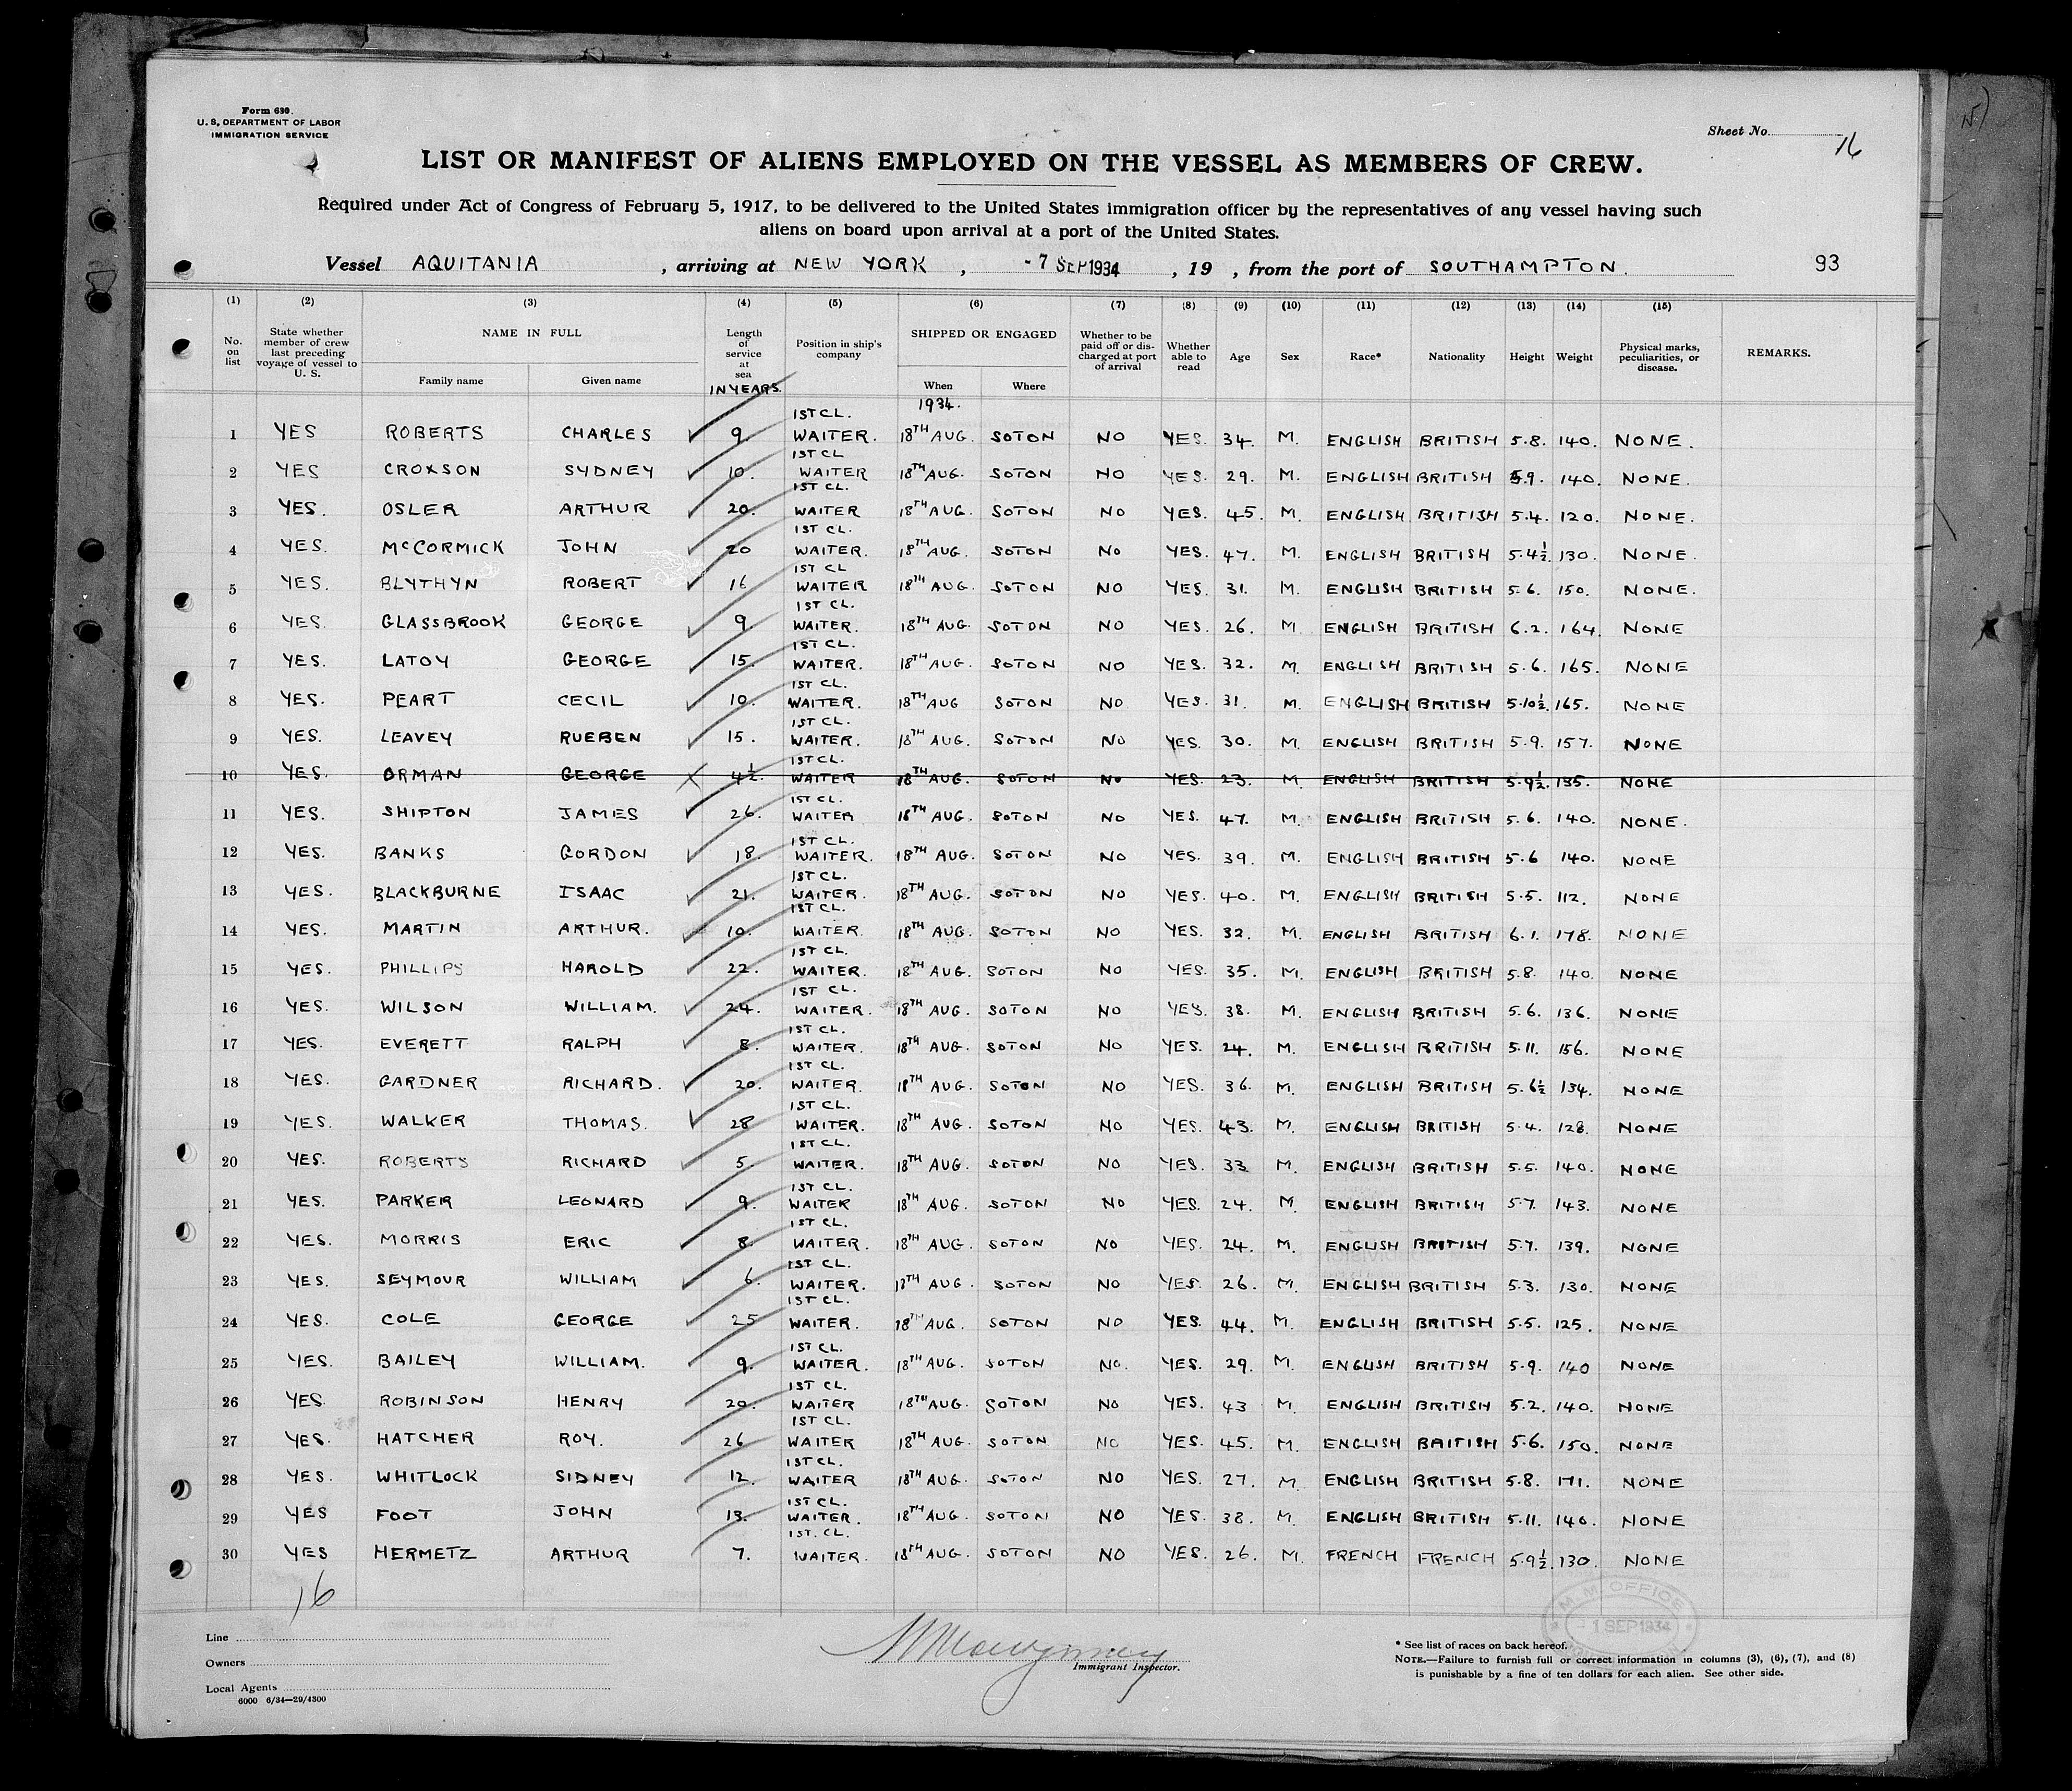 Form 630.
U. S. DEPARTMENT OF LABOR
IMMIGRATION SERVICE
Sheet No. 16
LIST OR MANIFEST OF ALIENS EMPLOYED ON THE VESSEL AS MEMBERS OF CREW.
Required under Act of Congress of February 5, 1917, to be delivered to the United States immigration officer by the representatives of any vessel having such
aliens on board upon arrival at a port of the United States.
Vessel AQUITANIA, arriving at NEW YORK, -7 SEP 1934, 19 , from the port of SOUTHAMPTON. 93
(1) (2) (3) (4) (5) (6) (7) (8) (9) (10) (11) (12) (13) (14) (15)
No. on list State whether member of crew last preceding voyage of vessel to U. S. NAME IN FULL Family name Given name Length of service at sea IN YEARS. Position in ship's company SHIPPED OR ENGAGED When Where Whether to be paid off or discharged at port of arrival Whether able to read Age Sex Race* Nationality Height Weight Physical marks, peculiarities, or disease. REMARKS.
1934.
1 YES ROBERTS CHARLES 9. 1ST CL. WAITER. 18TH AUG. SOTON NO YES. 34. M. ENGLISH BRITISH 5.8. 140. NONE.
2 YES CROXSON SYDNEY 10. 1ST CL WAITER 18TH AUG. SOTON NO YES. 29. M. ENGLISH BRITISH 5.9. 140. NONE.
3 YES. OSLER ARTHUR 20. 1ST CL. WAITER 18TH AUG. SOTON NO YES. 45. M. ENGLISH BRITISH 5.4. 120. NONE.
4 YES. McCORMICK JOHN 20 1ST CL. WAITER. 18TH AUG. SOTON NO YES. 47. M. ENGLISH BRITISH 5.4½. 130. NONE.
5 YES. BLYTHYN ROBERT 16 1ST CL WAITER 18TH AUG. SOTON NO YES. 31. M. ENGLISH BRITISH 5.6. 150. NONE.
6 YES. GLASSBROOK GEORGE 9 1ST CL. WAITER. 18TH AUG. SOTON NO YES. 26. M. ENGLISH BRITISH 6.2. 164. NONE
7 YES. LATOY GEORGE 15. 1ST CL. WAITER. 18TH AUG. SOTON NO YES. 32. M. ENGLISH BRITISH 5.6. 165. NONE
8 YES. PEART CECIL 10. 1ST CL. WAITER. 18TH AUG SOTON NO YES. 31. M. ENGLISH BRITISH 5.10½. 165. NONE
9 YES. LEAVEY RUEBEN 15. 1ST CL. WAITER. 18TH AUG. SOTON NO YES. 30. M. ENGLISH BRITISH 5.9. 157. NONE
10 YES. ORMAN GEORGE 4½. 1ST CL. WAITER 18TH AUG. SOTON NO YES. 23. M ENGLISH BRITISH 5.9½. 135. NONE
11 YES. SHIPTON JAMES 26. 1ST CL. WAITER 18TH AUG. SOTON NO YES. 47. M. ENGLISH BRITISH 5.6. 140. NONE.
12 YES. BANKS GORDON 18. 1ST CL. WAITER. 18TH AUG. SOTON NO YES. 39. M. ENGLISH BRITISH 5.6 140. NONE
13 YES. BLACKBURNE ISAAC 21. 1ST CL. WAITER. 18TH AUG. SOTON NO YES. 40. M. ENGLISH BRITISH 5.5. 112. NONE
14 YES. MARTIN ARTHUR. 10. 1ST CL. WAITER. 18TH AUG. SOTON NO YES. 32. M. ENGLISH BRITISH 6.1. 178. NONE
15 YES. PHILLIPS HAROLD 22. 1ST CL. WAITER. 18TH AUG. SOTON NO YES. 35. M. ENGLISH BRITISH 5.8. 140. NONE
16 YES. WILSON WILLIAM. 24. 1ST CL. WAITER. 18TH AUG. SOTON NO YES. 38. M. ENGLISH BRITISH 5.6. 136. NONE
17 YES. EVERETT RALPH 8. 1ST CL. WAITER. 18TH AUG. SOTON NO YES. 24. M. ENGLISH BRITISH 5.11. 156. NONE
18 YES. GARDNER RICHARD. 20. 1ST CL. WAITER. 18TH AUG. SOTON NO YES. 36. M. ENGLISH BRITISH 5.6½ 134. NONE
19 YES. WALKER THOMAS. 28 1ST CL. WAITER. 18TH AUG. SOTON NO YES. 43. M. ENGLISH BRITISH 5.4. 128. NONE
20 YES. ROBERTS RICHARD 5. 1ST CL. WAITER. 18TH AUG. SOTON NO YES. 33 M. ENGLISH BRITISH 5.5. 140. NONE
21 YES. PARKER LEONARD 9. 1ST CL. WAITER 18TH AUG. SOTON NO YES. 24. M. ENGLISH BRITISH 5.7. 143. NONE
22 YES. MORRIS ERIC 8. 1ST CL. WAITER. 18TH AUG. SOTON NO YES. 24. M. ENGLISH BRITISH 5.7. 139. NONE
23 YES. SEYMOUR WILLIAM 6. 1ST CL. WAITER. 18TH AUG. SOTON NO YES. 26. M. ENGLISH BRITISH 5.3. 130. NONE
24 YES. COLE GEORGE 25 1ST CL. WAITER. 18TH AUG. SOTON NO YES. 44. M. ENGLISH BRITISH 5.5. 125. NONE
25 YES. BAILEY WILLIAM. 9. 1ST CL. WAITER. 18TH AUG. SOTON NO. YES. 29. M. ENGLISH BRITISH 5.9. 140 NONE
26 YES. ROBINSON HENRY 20. 1ST CL. WAITER 18TH AUG. SOTON NO YES. 43 M. ENGLISH BRITISH 5.2. 140. NONE
27 YES. HATCHER ROY. 26 1ST CL. WAITER 18TH AUG. SOTON NO YES. 45. M. ENGLISH BRITISH 5.6. 150. NONE
28 YES. WHITLOCK SIDNEY 12. 1ST CL. WAITER 18TH AUG. SOTON NO YES. 27. M. ENGLISH BRITISH 5.8. 171. NONE
29 YES FOOT JOHN 13. 1ST CL. WAITER. 18TH AUG. SOTON NO YES. 38. M. ENGLISH BRITISH 5.11. 140. NONE
30 YES HERMETZ ARTHUR 7. 1ST. CL. WAITER. 18TH AUG. SOTON NO YES. 26. M. FRENCH FRENCH 5.9½. 130. NONE
16
M. M. OFFICE
1 SEP 1934
Line
Owners
Local Agents
6000 6/34—29/4300
Immigrant Inspector.
* See list of races on back hereof.
NOTE.—Failure to furnish full or correct information in columns (3), (6), (7), and (8)
is punishable by a fine of ten dollars for each alien. See other side.